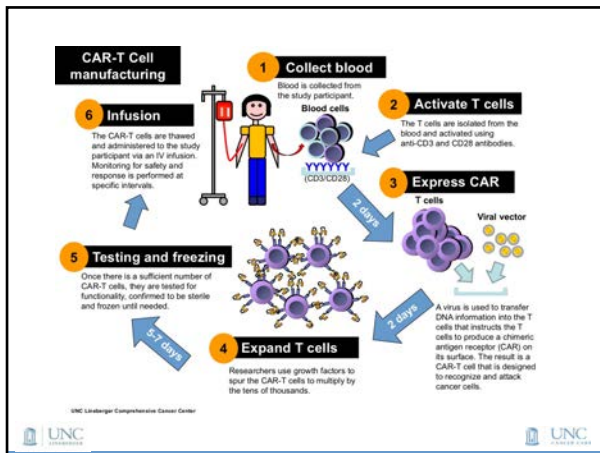 CAR-T Cell
manufacturing
1 Collect blood
Blood is collected from
the study participant.
Blood cells
(CD3/CD28)
2 Activate T cells
The T cells are isolated from the
blood and activated using
anti-CD3 and CD28 antibodies.
2 days
3 Express CAR
T cells
Viral vector
A virus is used to transfer
DNA information into the T
cells that instructs the T
cells to produce a chimeric
antigen receptor (CAR) on
its surface. The result is a
CAR-T cell that is designed
to recognize and attack
cancer cells.
2 days
4 Expand T cells
Researchers use growth factors to
spur the CAR-T cells to multiply by
the tens of thousands.
5-7 days
5 Testing and freezing
Once there is a sufficient number of
CAR-T cells, they are tested for
functionality, confirmed to be sterile
and frozen until needed.
6 Infusion
The CAR-T cells are thawed
and administered to the study
participant via an IV infusion.
Monitoring for safety and
response is performed at
specific intervals.
UNC Lineberger Comprehensive Cancer Center
UNC
LINEBERGER
UNC
CANCER CARE